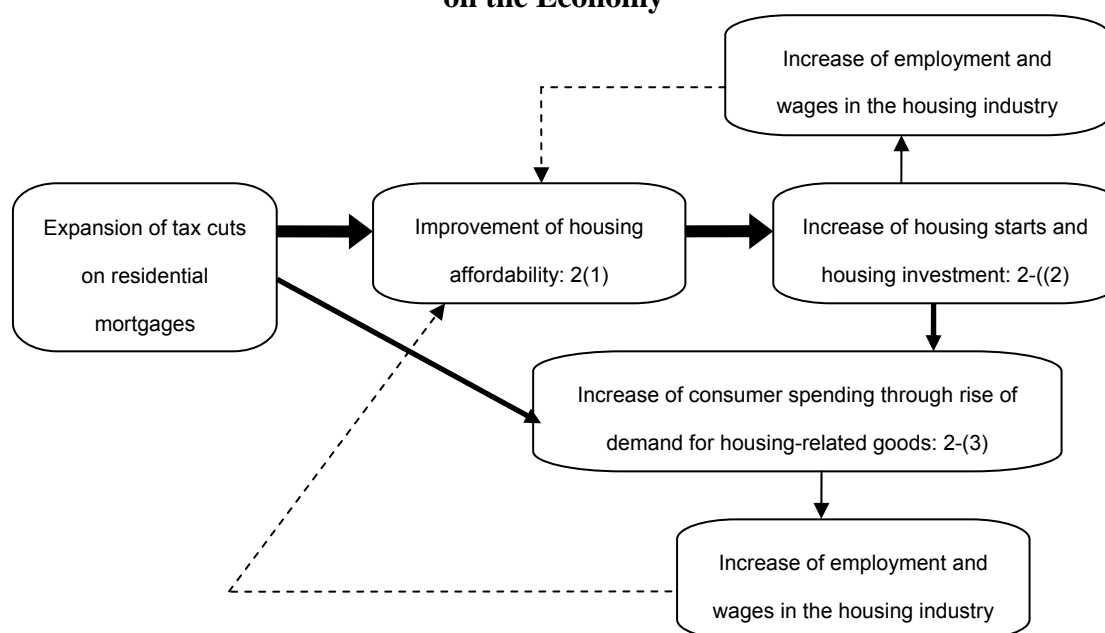 on the Economy
Increase of employment and
wages in the housing industry
Expansion of tax cuts
on residential
mortgages
Improvement of housing
affordability: 2(1)
Increase of housing starts and
housing investment: 2-((2)
Increase of consumer spending through rise of
demand for housing-related goods: 2-(3)
Increase of employment and
wages in the housing industry